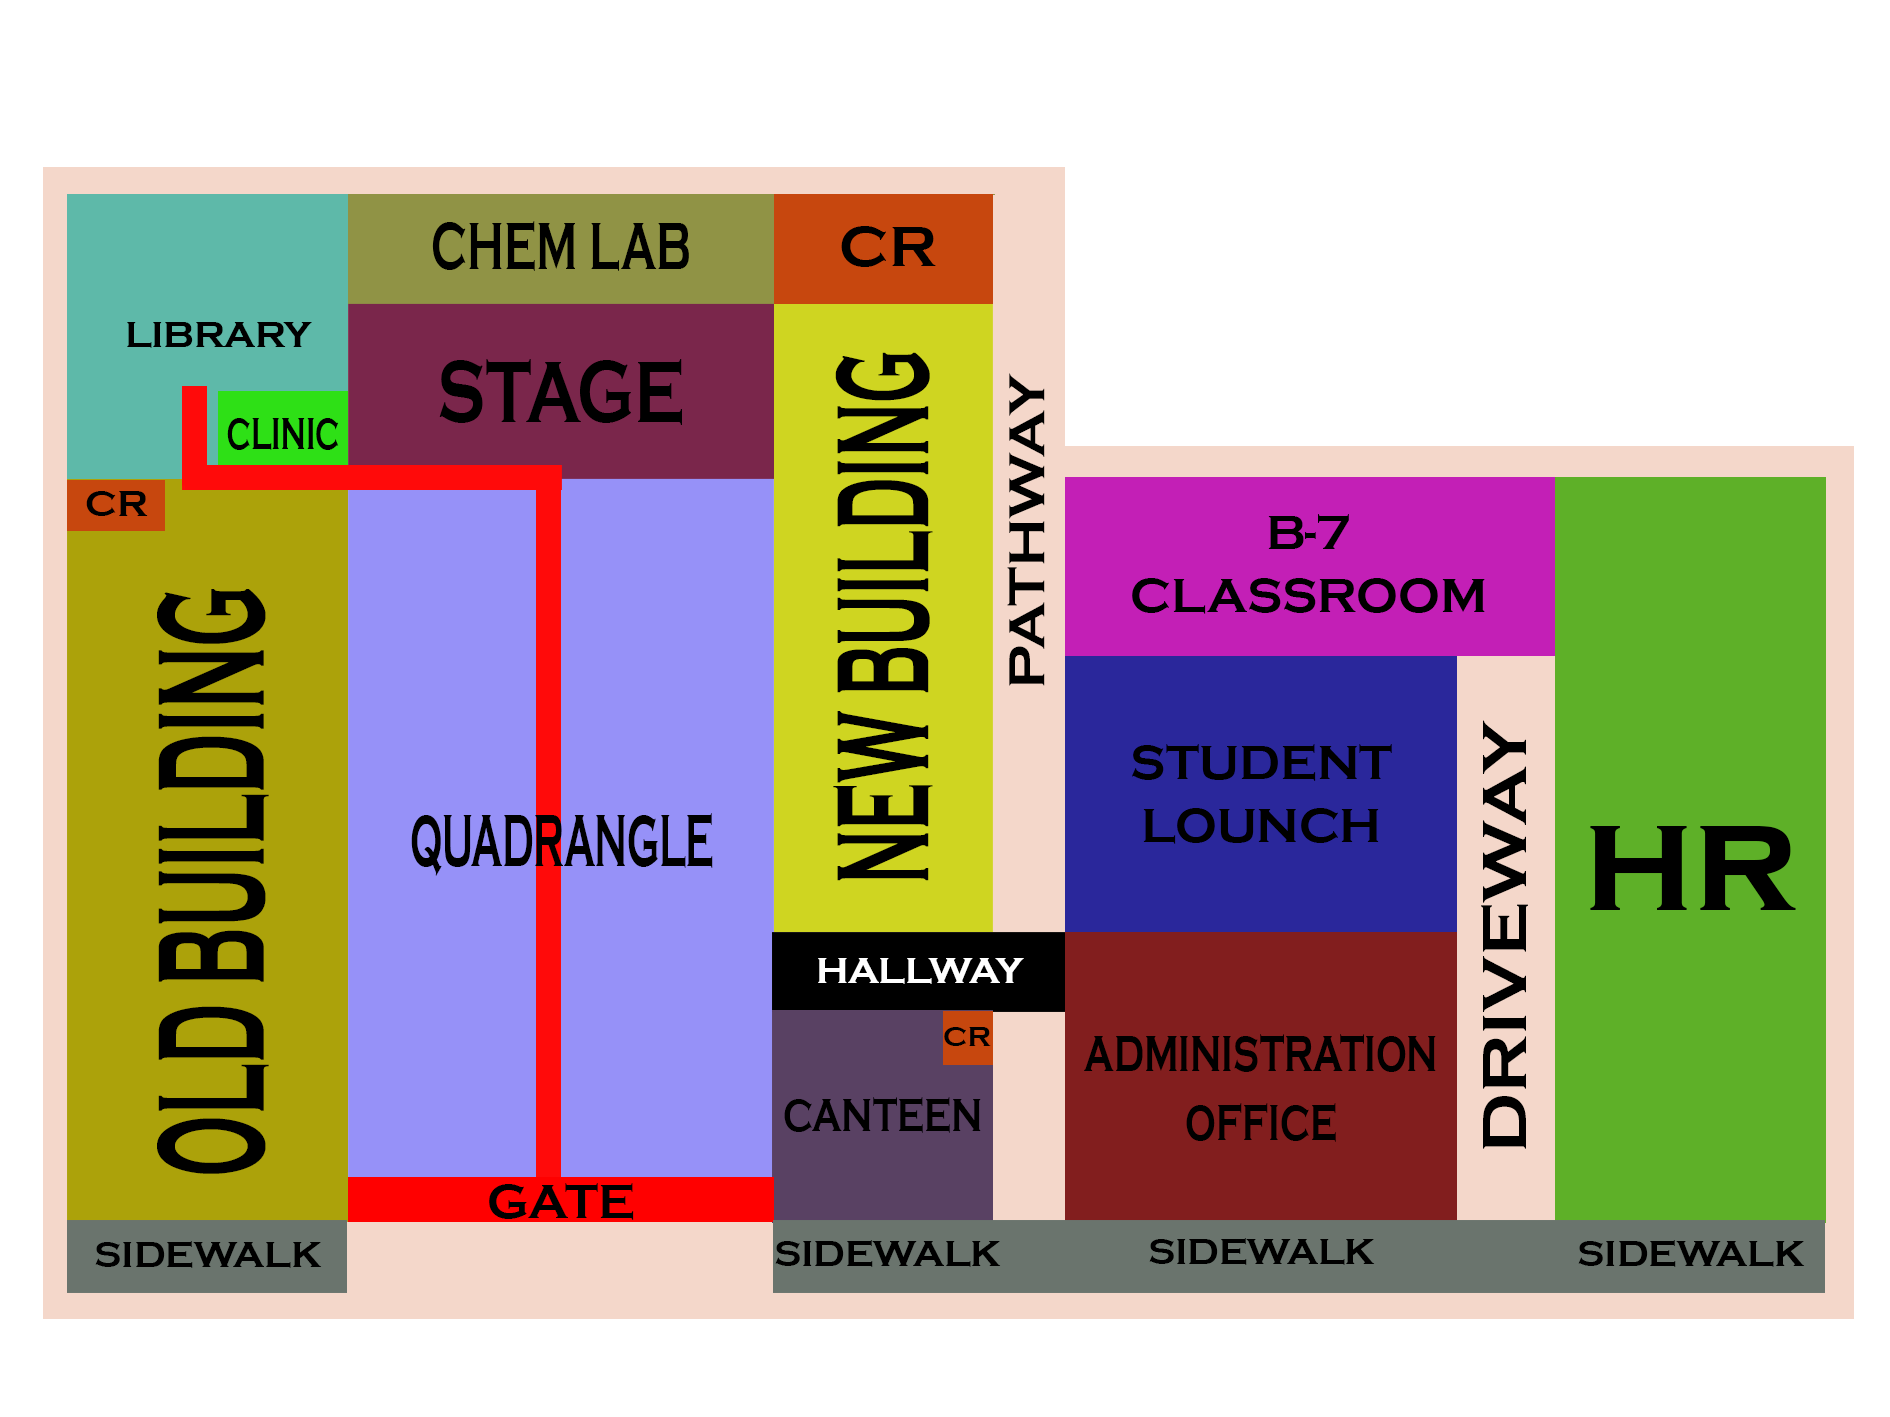 CHEM LAB
CR
LIBRARY
STAGE
CLINIC
CR
OLD BUILDING
QUADRANGLE
NEW BUILDING
PATHWAY
B-7
CLASSROOM
STUDENT
LOUNCH
HR
DRIVEWAY
HALLWAY
CR
CANTEEN
ADMINISTRATION
OFFICE
GATE
SIDEWALK
SIDEWALK
SIDEWALK
SIDEWALK